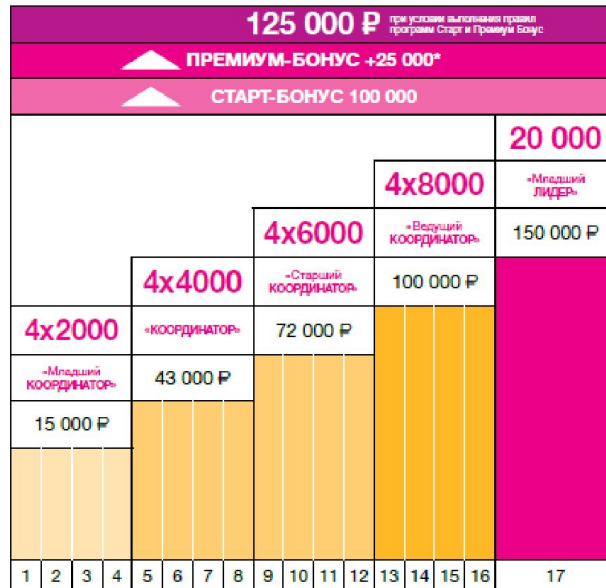 125 000 ₽ при условии выполнения правил
программ Старт и Премиум Бонус
ПРЕМИУМ-БОНУС +25 000*
СТАРТ-БОНУС 100 000
20 000
4x8000
«Младший
ЛИДЕР»
4x6000
«Ведущий
КООРДИНАТОР»
150 000 ₽
4x4000
«Старший
КООРДИНАТОР»
100 000 ₽
4x2000
«КООРДИНАТОР»
72 000 ₽
«Младший
КООРДИНАТОР»
43 000 ₽
15 000 ₽
1 2 3 4 5 6 7 8 9 10 11 12 13 14 15 16 17